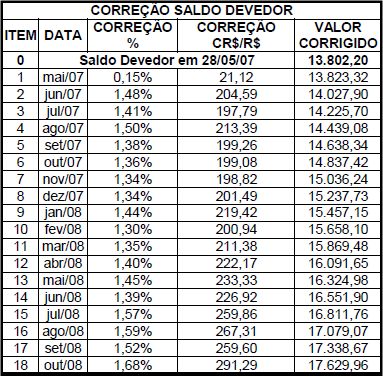 CORREÇÃO SALDO DEVEDOR
ITEM DATA CORREÇÃO % CORREÇÃO CR$/R$ VALOR CORRIGIDO
0 Saldo Devedor em 28/05/07 13.802,20
1 mai/07 0,15% 21,12 13.823,32
2 jun/07 1,48% 204,59 14.027,90
3 jul/07 1,41% 197,79 14.225,70
4 ago/07 1,50% 213,39 14.439,08
5 set/07 1,38% 199,26 14.638,34
6 out/07 1,36% 199,08 14.837,42
7 nov/07 1,34% 198,82 15.036,24
8 dez/07 1,34% 201,49 15.237,73
9 jan/08 1,44% 219,42 15.457,15
10 fev/08 1,30% 200,94 15.658,10
11 mar/08 1,35% 211,38 15.869,48
12 abr/08 1,40% 222,17 16.091,65
13 mai/08 1,45% 233,33 16.324,98
14 jun/08 1,39% 226,92 16.551,90
15 jul/08 1,57% 259,86 16.811,76
16 ago/08 1,59% 267,31 17.079,07
17 set/08 1,52% 259,60 17.338,67
18 out/08 1,68% 291,29 17.629,96